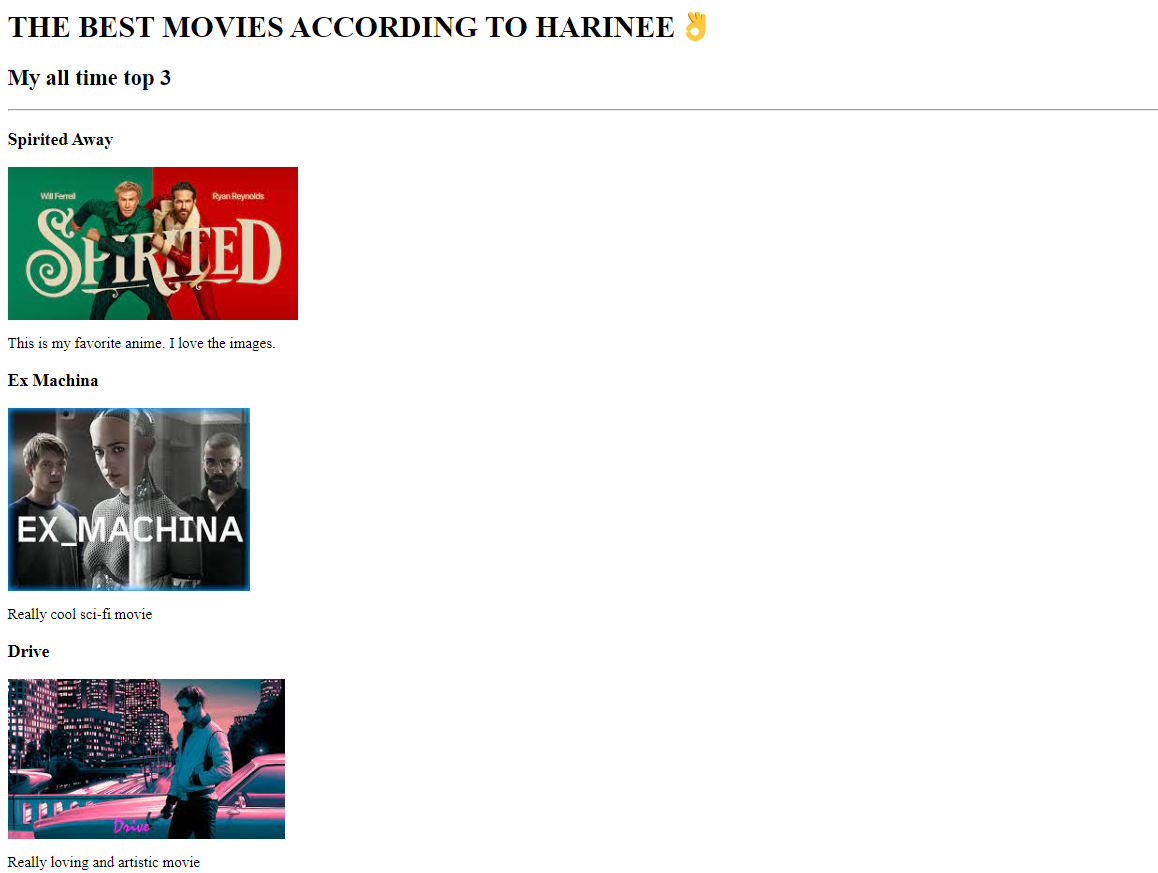 THE BEST MOVIES ACCORDING TO HARINEE👌
My all time top 3
Spirited Away
Will Ferrell Ryan Reynolds
SPIRITED
This is my favorite anime. I love the images.
Ex Machina
EX_MACHINA
Really cool sci-fi movie
Drive
Drive
Really loving and artistic movie